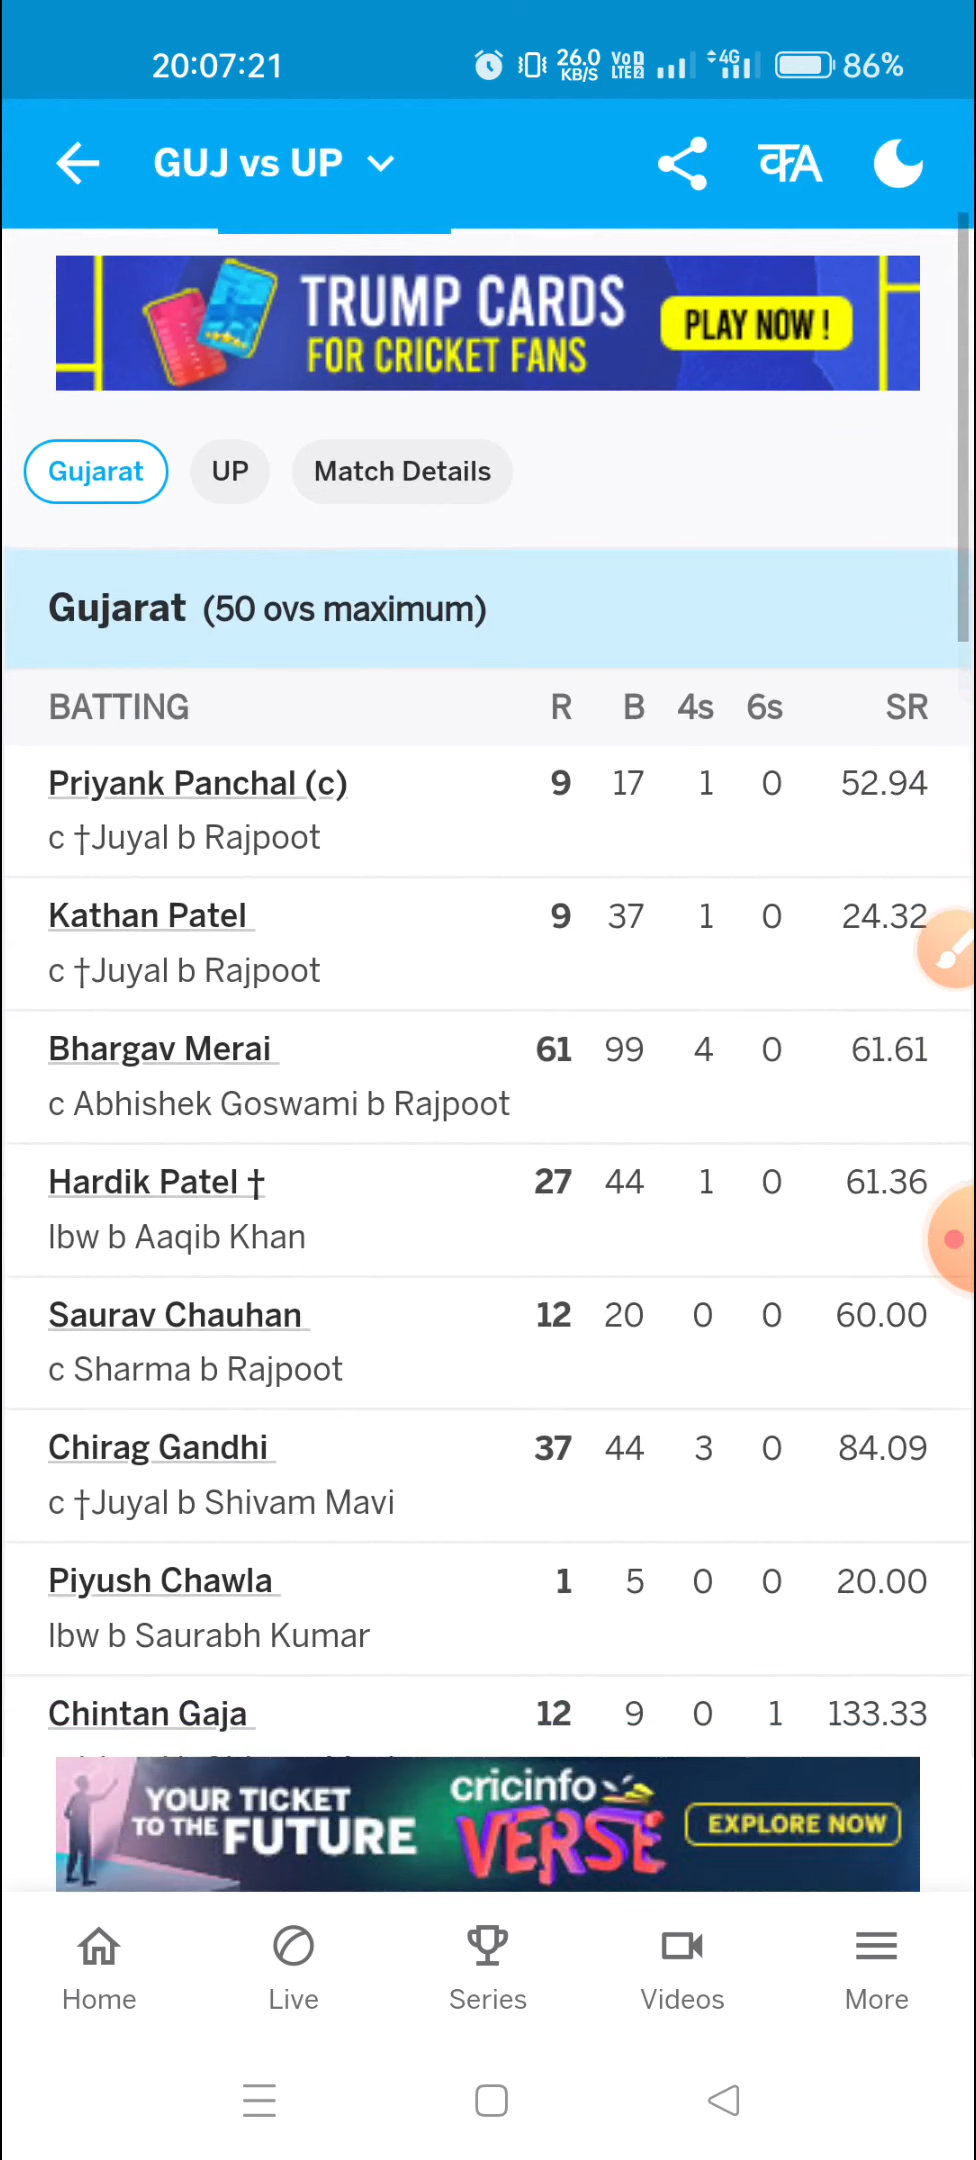 20:07:21 26.0 KB/S VoD LTE2 4G 86%
GUJ vs UP
क A
TRUMP CARDS
FOR CRICKET FANS
PLAY NOW !
Gujarat UP Match Details
Gujarat (50 ovs maximum)
BATTING R B 4s 6s SR
Priyank Panchal (c) 9 17 1 0 52.94
c †Juyal b Rajpoot
Kathan Patel 9 37 1 0 24.32
c †Juyal b Rajpoot
Bhargav Merai 61 99 4 0 61.61
c Abhishek Goswami b Rajpoot
Hardik Patel † 27 44 1 0 61.36
lbw b Aaqib Khan
Saurav Chauhan 12 20 0 0 60.00
c Sharma b Rajpoot
Chirag Gandhi 37 44 3 0 84.09
c †Juyal b Shivam Mavi
Piyush Chawla 1 5 0 0 20.00
lbw b Saurabh Kumar
Chintan Gaja 12 9 0 1 133.33
YOUR TICKET
TO THE FUTURE
cricinfo
VERSE
EXPLORE NOW
Home Live Series Videos More